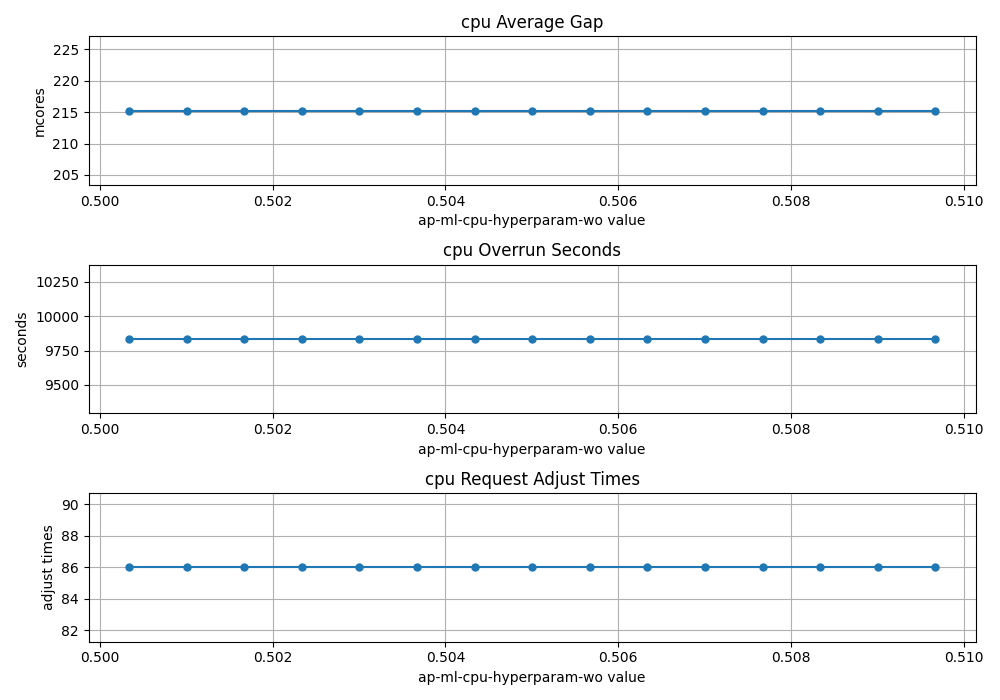 cpu Average Gap
225
220
215
210
205
mcores
0.500 0.502 0.504 0.506 0.508 0.510
ap-ml-cpu-hyperparam-wo value
cpu Overrun Seconds
10250
10000
9750
9500
seconds
0.500 0.502 0.504 0.506 0.508 0.510
ap-ml-cpu-hyperparam-wo value
cpu Request Adjust Times
90
88
86
84
82
adjust times
0.500 0.502 0.504 0.506 0.508 0.510
ap-ml-cpu-hyperparam-wo value